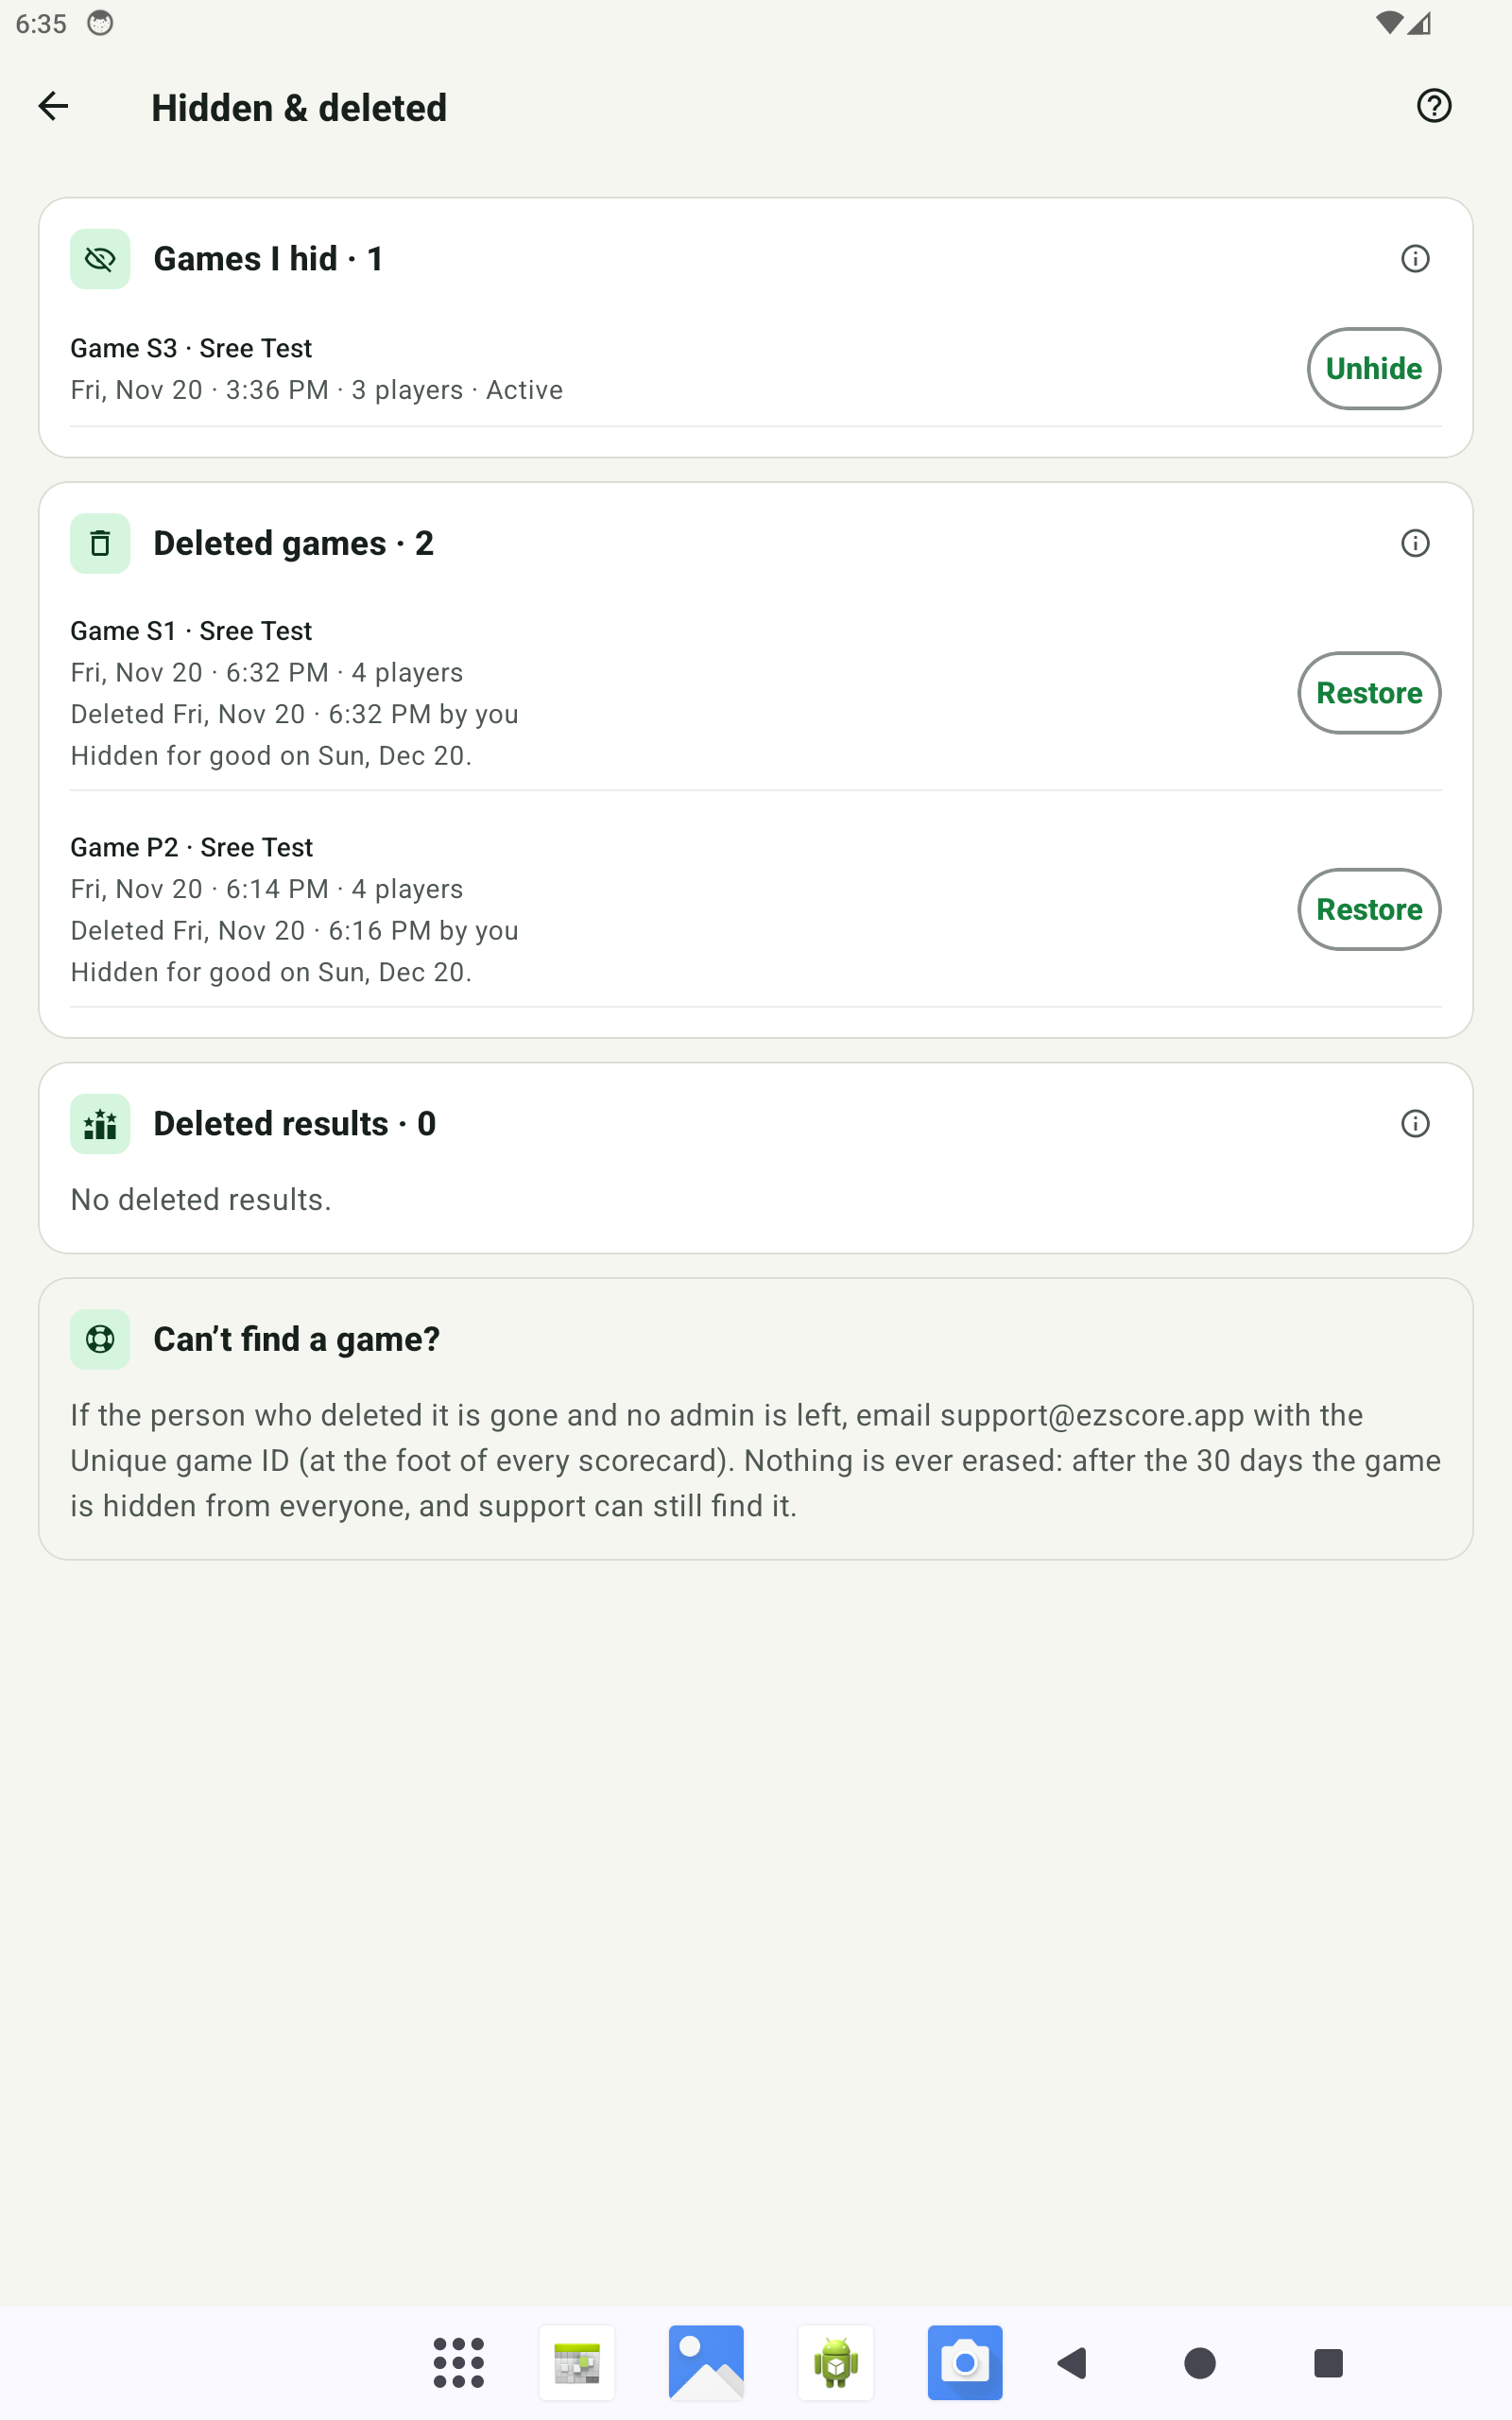 6:35
Hidden & deleted
Games I hid · 1
Game S3 · Sree Test
Fri, Nov 20 · 3:36 PM · 3 players · Active
Unhide
Deleted games · 2
Game S1 · Sree Test
Fri, Nov 20 · 6:32 PM · 4 players
Deleted Fri, Nov 20 · 6:32 PM by you
Hidden for good on Sun, Dec 20.
Restore
Game P2 · Sree Test
Fri, Nov 20 · 6:14 PM · 4 players
Deleted Fri, Nov 20 · 6:16 PM by you
Hidden for good on Sun, Dec 20.
Restore
Deleted results · 0
No deleted results.
Can’t find a game?
If the person who deleted it is gone and no admin is left, email support@ezscore.app with the
Unique game ID (at the foot of every scorecard). Nothing is ever erased: after the 30 days the game
is hidden from everyone, and support can still find it.